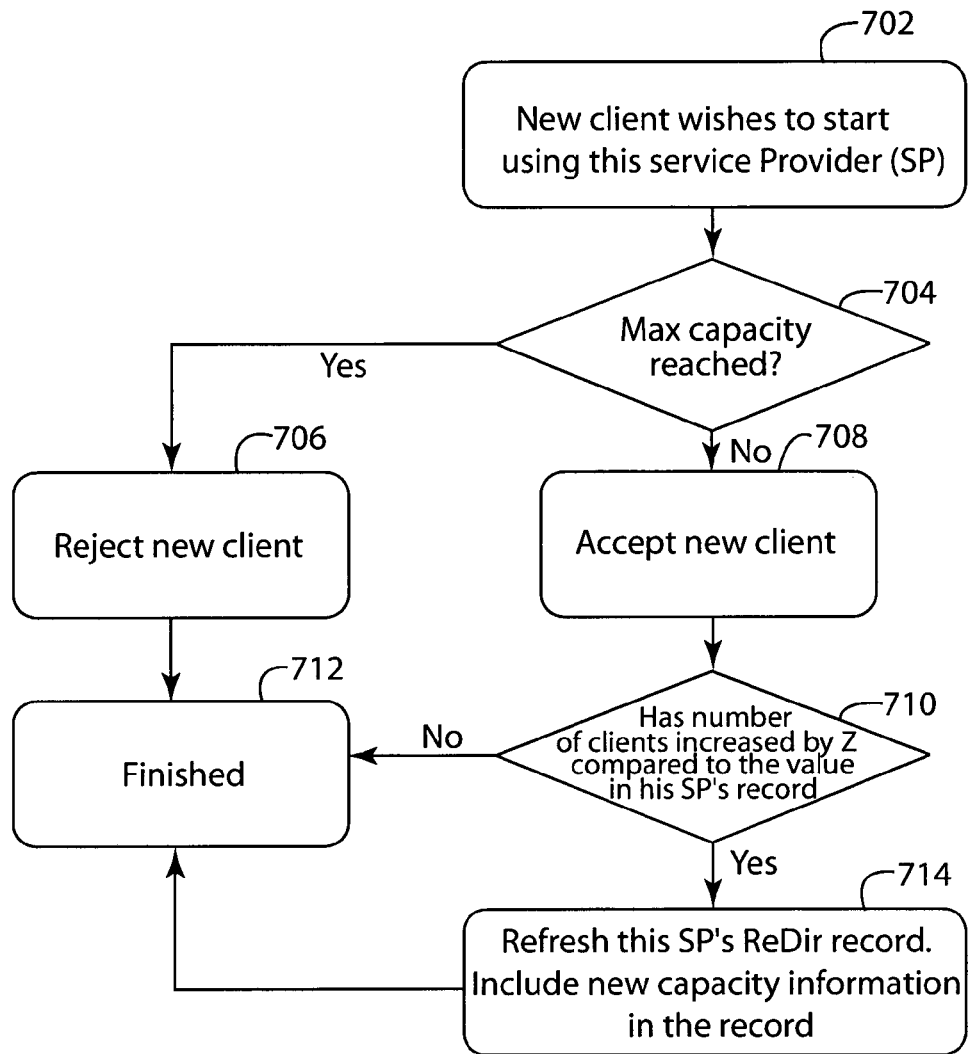 702
New client wishes to start
using this service Provider (SP)
704
Max capacity
reached?
Yes
No
706
Reject new client
708
Accept new client
710
Has number
of clients increased by Z
compared to the value
in his SP's record
No
Yes
712
Finished
714
Refresh this SP's ReDir record.
Include new capacity information
in the record